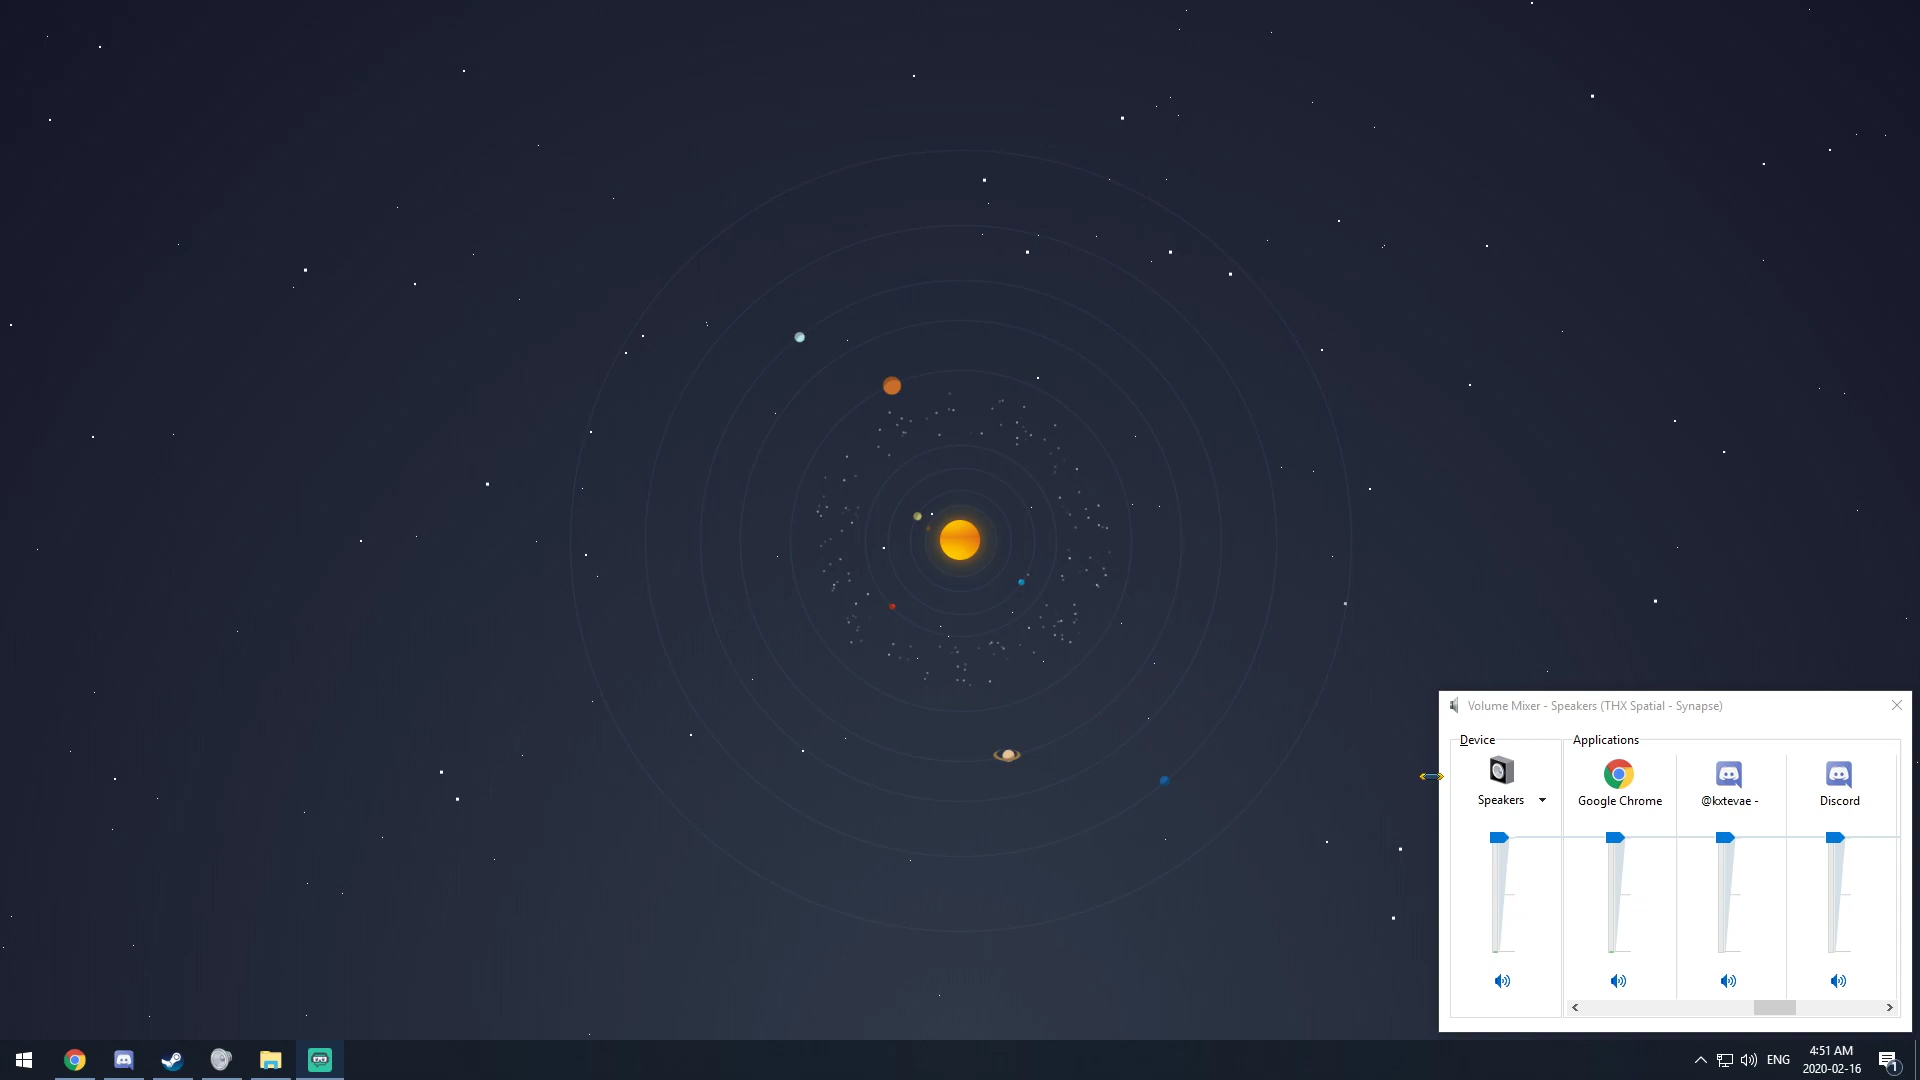 Volume Mixer - Speakers (THX Spatial - Synapse)
Device
Applications
Speakers
Google Chrome
@kxtevae -
Discord
ENG
4:51 AM
2020-02-16
1